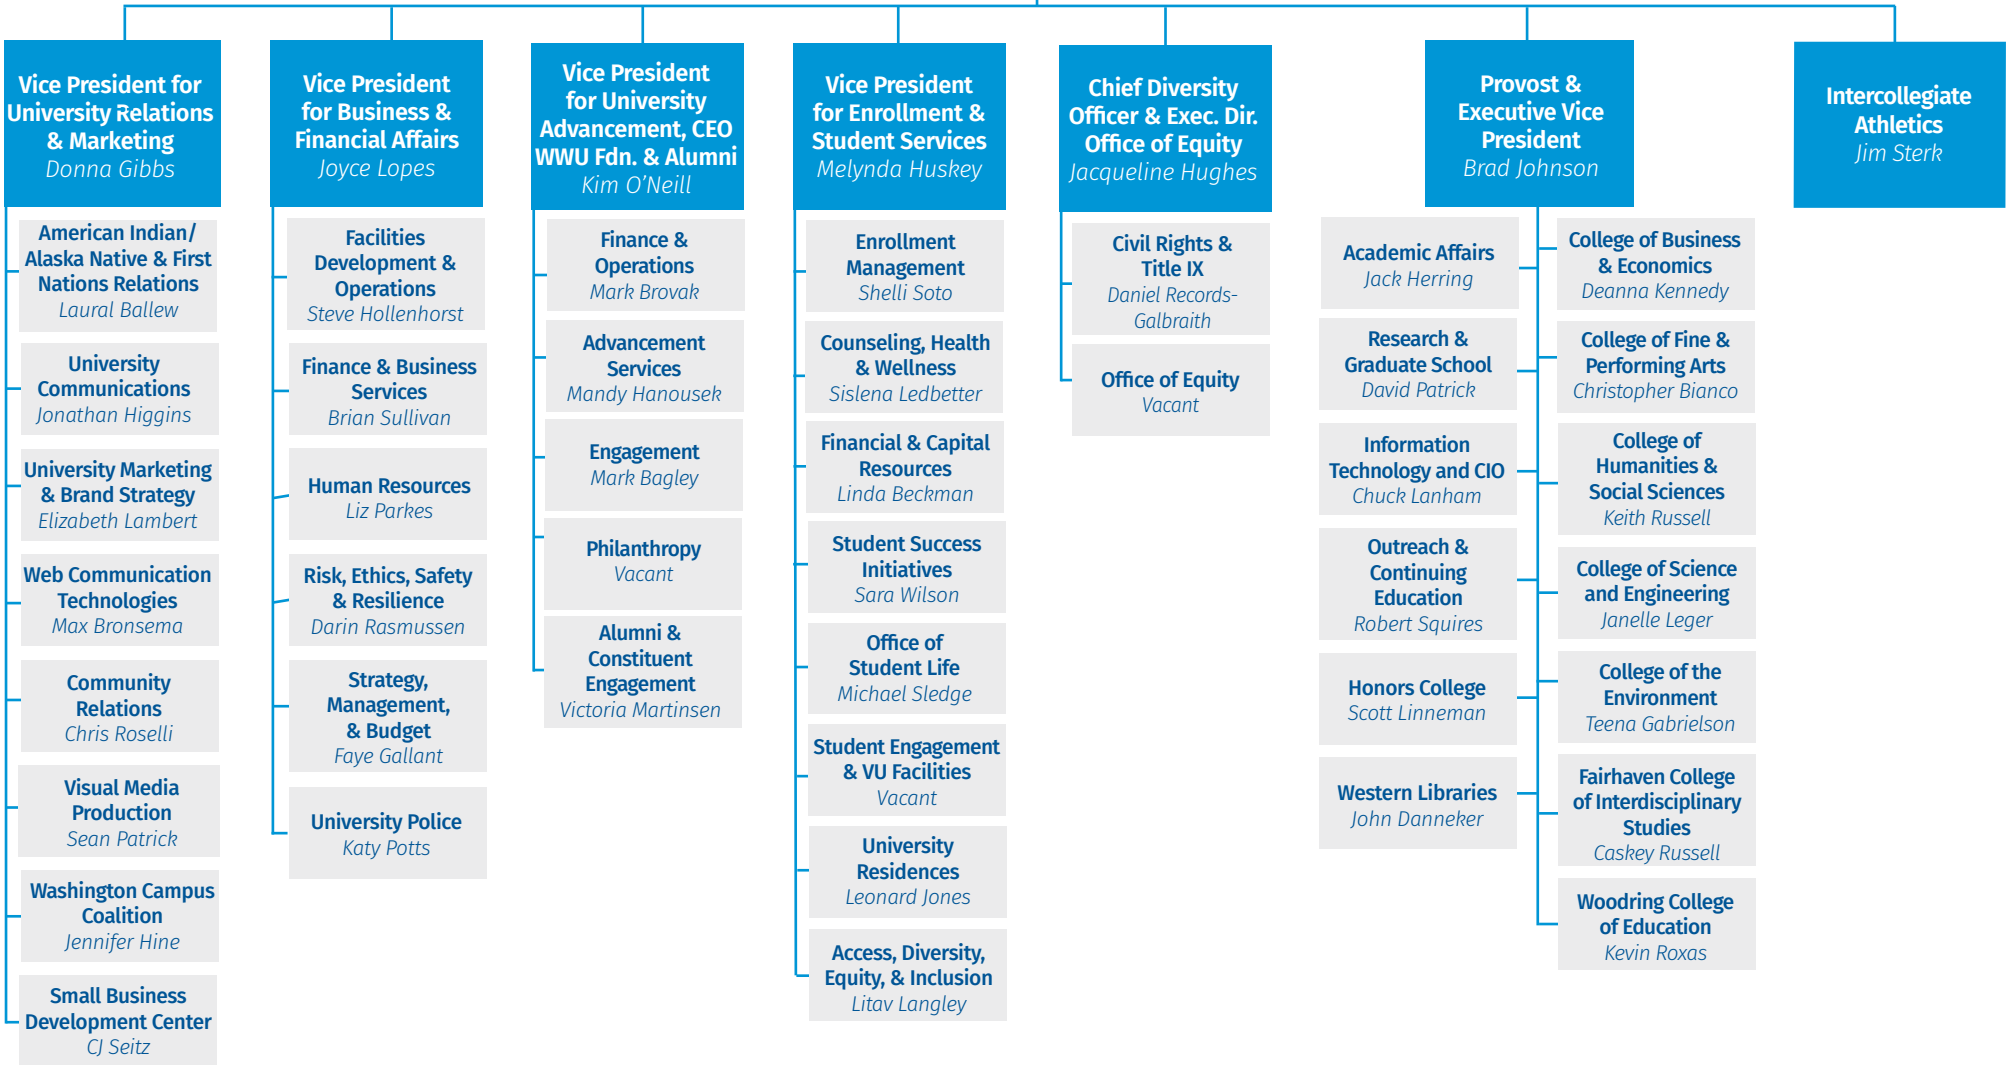 Vice President for
University Relations
& Marketing
Donna Gibbs
American Indian/
Alaska Native & First
Nations Relations
Laural Ballew
University
Communications
Jonathan Higgins
University Marketing
& Brand Strategy
Elizabeth Lambert
Web Communication
Technologies
Max Bronsema
Community
Relations
Chris Roselli
Visual Media
Production
Sean Patrick
Washington Campus
Coalition
Jennifer Hine
Small Business
Development Center
CJ Seitz
Vice President
for Business &
Financial Affairs
Joyce Lopes
Facilities
Development &
Operations
Steve Hollenhorst
Finance & Business
Services
Brian Sullivan
Human Resources
Liz Parkes
Risk, Ethics, Safety
& Resilience
Darin Rasmussen
Strategy,
Management,
& Budget
Faye Gallant
University Police
Katy Potts
Vice President
for University
Advancement, CEO
WWU Fdn. & Alumni
Kim O'Neill
Finance &
Operations
Mark Brovak
Advancement
Services
Mandy Hanousek
Engagement
Mark Bagley
Philanthropy
Vacant
Alumni &
Constituent
Engagement
Victoria Martinsen
Vice President
for Enrollment &
Student Services
Melynda Huskey
Enrollment
Management
Shelli Soto
Counseling, Health
& Wellness
Sislena Ledbetter
Financial & Capital
Resources
Linda Beckman
Student Success
Initiatives
Sara Wilson
Office of
Student Life
Michael Sledge
Student Engagement
& VU Facilities
Vacant
University
Residences
Leonard Jones
Access, Diversity,
Equity, & Inclusion
Litav Langley
Chief Diversity
Officer & Exec. Dir.
Office of Equity
Jacqueline Hughes
Civil Rights &
Title IX
Daniel Records-
Galbraith
Office of Equity
Vacant
Provost &
Executive Vice
President
Brad Johnson
Academic Affairs
Jack Herring
Research &
Graduate School
David Patrick
Information
Technology and CIO
Chuck Lanham
Outreach &
Continuing
Education
Robert Squires
Honors College
Scott Linneman
Western Libraries
John Danneker
College of Business
& Economics
Deanna Kennedy
College of Fine &
Performing Arts
Christopher Bianco
College of
Humanities &
Social Sciences
Keith Russell
College of Science
and Engineering
Janelle Leger
College of the
Environment
Teena Gabrielson
Fairhaven College
of Interdisciplinary
Studies
Caskey Russell
Woodring College
of Education
Kevin Roxas
Intercollegiate
Athletics
Jim Sterk